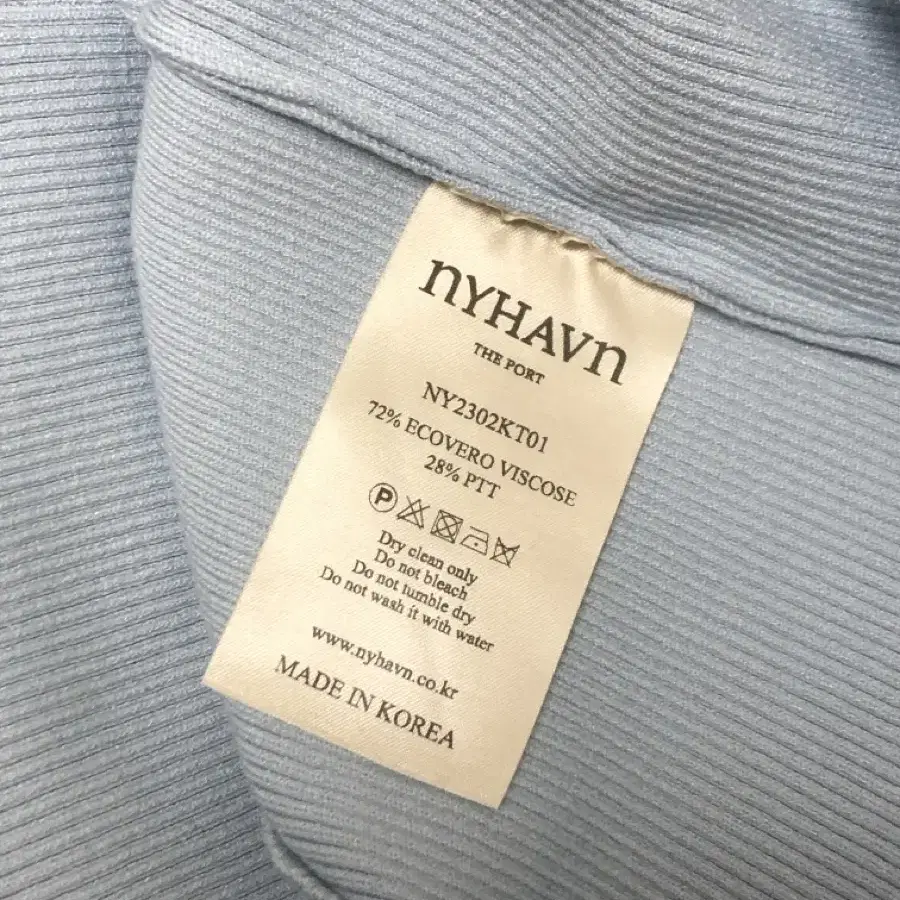 nYHAVn
THE PORT
NY2302KT01
72% ECOVERO VISCOSE
28% PTT
P
Dry clean only
Do not bleach
Do not tumble dry
Do not wash it with water
www.nyhavn.co.kr
MADE IN KOREA